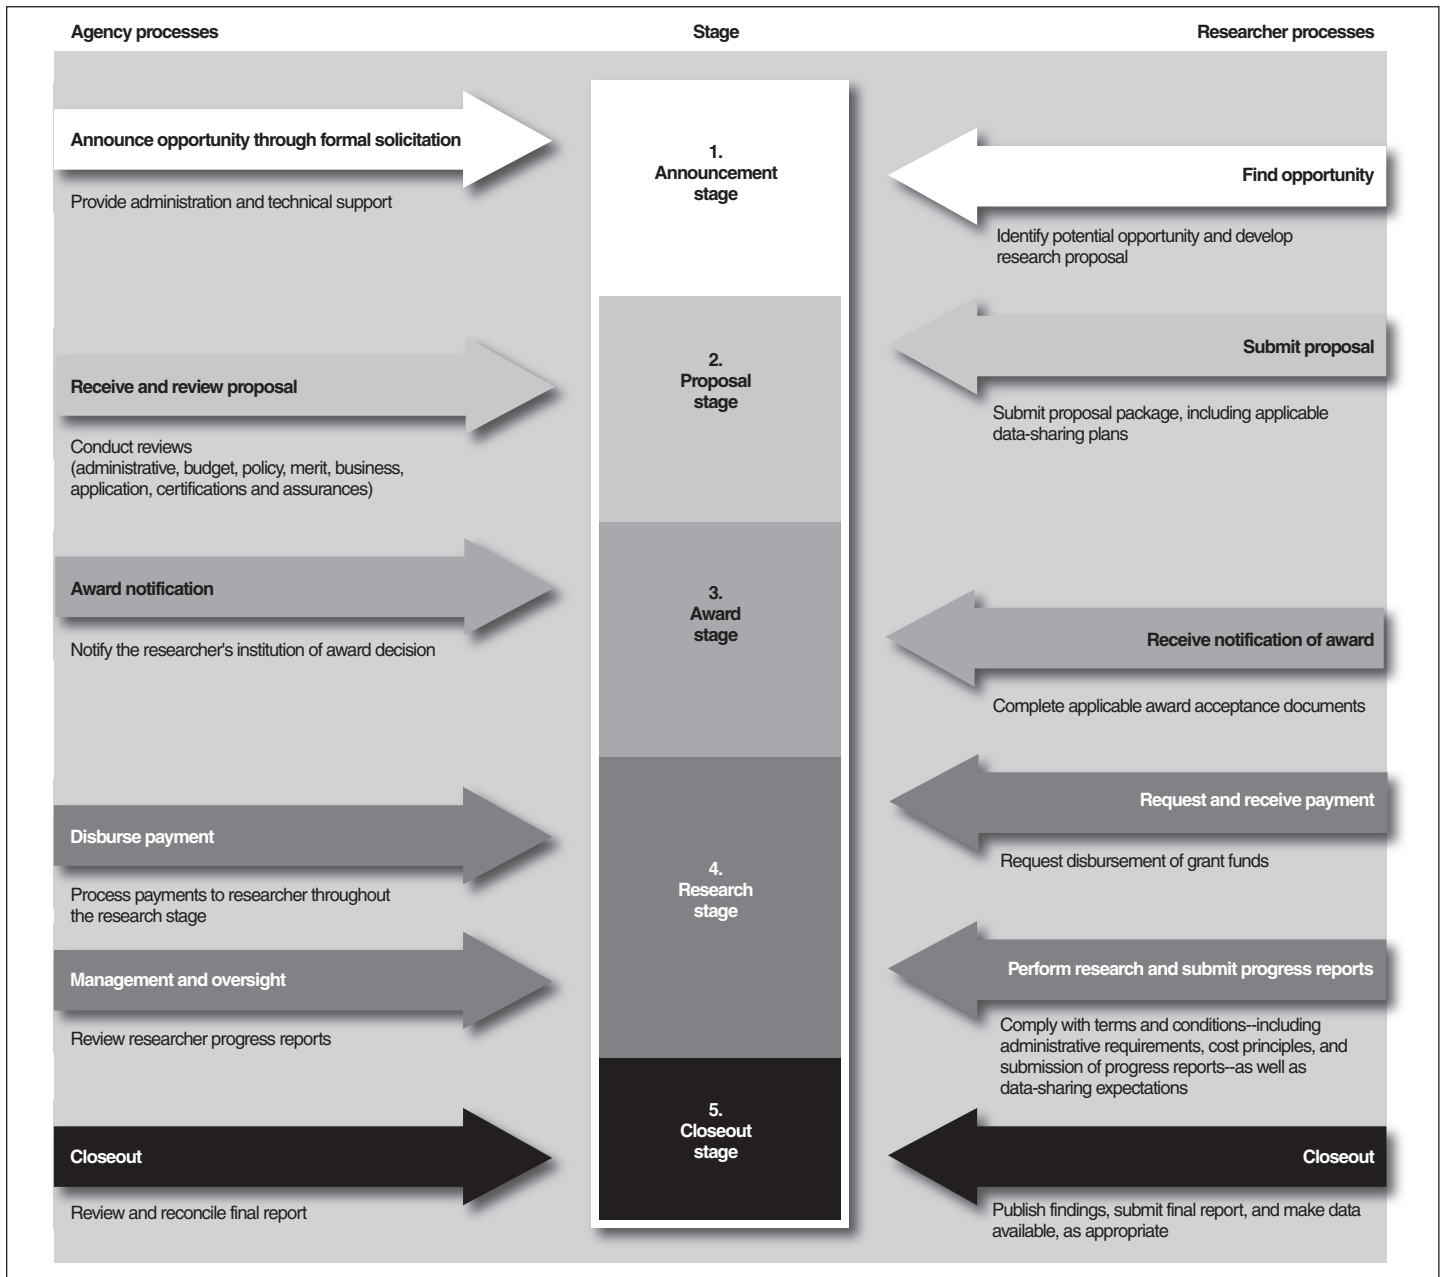 Agency processes
Stage
Researcher processes
Announce opportunity through formal solicitation
Provide administration and technical support
1.
Announcement
stage
Find opportunity
Identify potential opportunity and develop
research proposal
Receive and review proposal
Conduct reviews
(administrative, budget, policy, merit, business,
application, certifications and assurances)
2.
Proposal
stage
Submit proposal
Submit proposal package, including applicable
data-sharing plans
Award notification
Notify the researcher's institution of award decision
3.
Award
stage
Receive notification of award
Complete applicable award acceptance documents
Disburse payment
Process payments to researcher throughout
the research stage
Management and oversight
Review researcher progress reports
4.
Research
stage
Request and receive payment
Request disbursement of grant funds
Perform research and submit progress reports
Comply with terms and conditions--including
administrative requirements, cost principles, and
submission of progress reports--as well as
data-sharing expectations
Closeout
Review and reconcile final report
5.
Closeout
stage
Closeout
Publish findings, submit final report, and make data
available, as appropriate